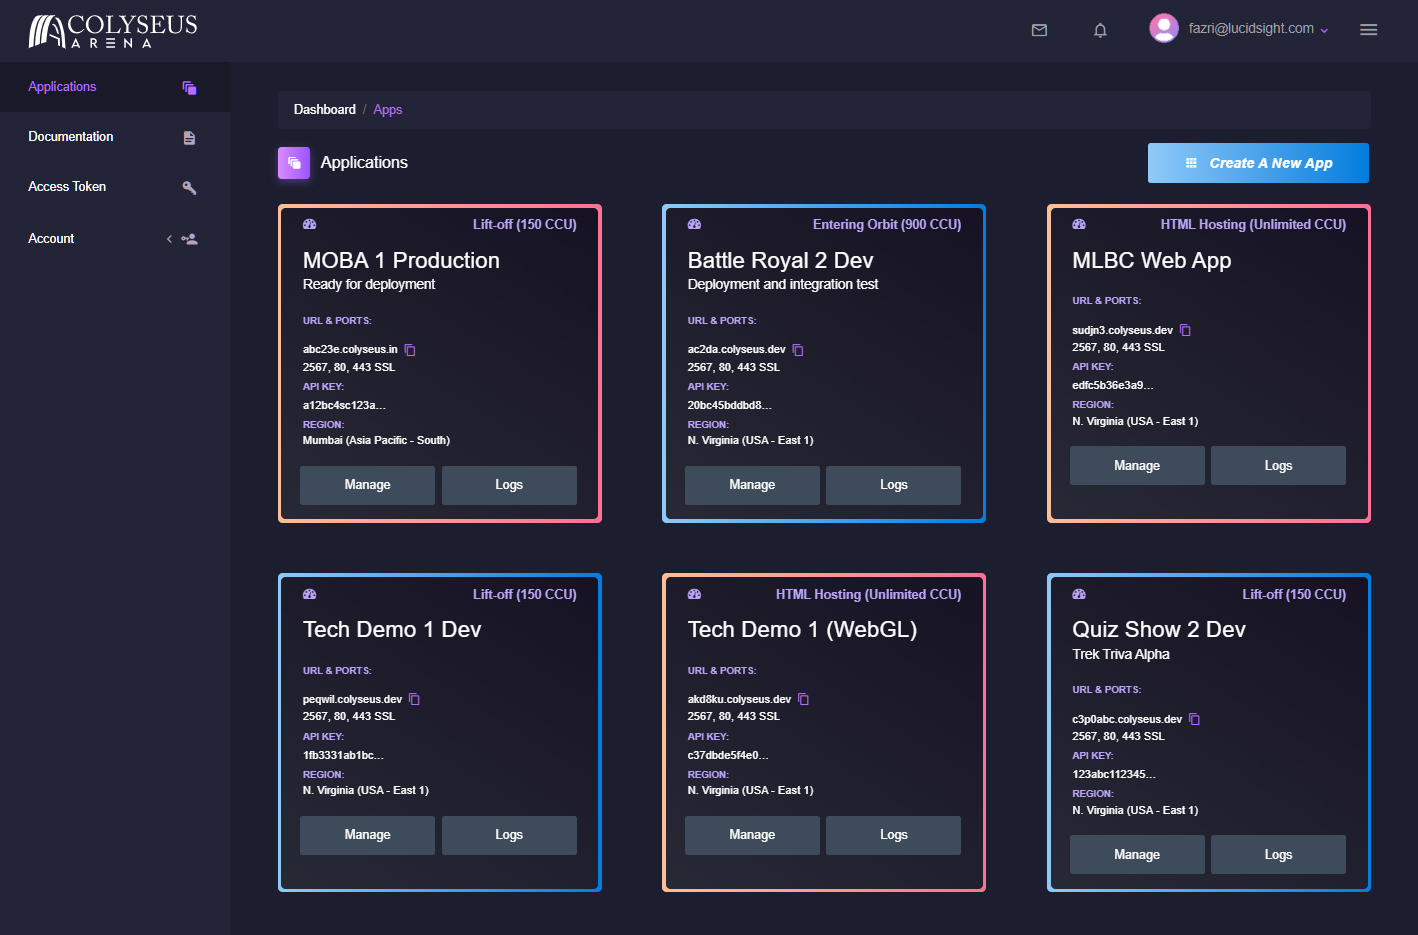 COLYSEUS
ARENA
fazri@lucidsight.com
Applications
Documentation
Access Token
Account
Dashboard / Apps
Applications
Create A New App
Lift-off (150 CCU)
MOBA 1 Production
Ready for deployment
URL & PORTS:
abc23e.colyseus.in
2567, 80, 443 SSL
API KEY:
a12bc4sc123a...
REGION:
Mumbai (Asia Pacific - South)
Manage Logs
Entering Orbit (900 CCU)
Battle Royal 2 Dev
Deployment and integration test
URL & PORTS:
ac2da.colyseus.dev
2567, 80, 443 SSL
API KEY:
20bc45bddbd8...
REGION:
N. Virginia (USA - East 1)
Manage Logs
HTML Hosting (Unlimited CCU)
MLBC Web App
URL & PORTS:
sudjn3.colyseus.dev
2567, 80, 443 SSL
API KEY:
edfc5b36e3a9...
REGION:
N. Virginia (USA - East 1)
Manage Logs
Lift-off (150 CCU)
Tech Demo 1 Dev
URL & PORTS:
peqwil.colyseus.dev
2567, 80, 443 SSL
API KEY:
1fb3331ab1bc...
REGION:
N. Virginia (USA - East 1)
Manage Logs
HTML Hosting (Unlimited CCU)
Tech Demo 1 (WebGL)
URL & PORTS:
akd8ku.colyseus.dev
2567, 80, 443 SSL
API KEY:
c37dbde5f4e0...
REGION:
N. Virginia (USA - East 1)
Manage Logs
Lift-off (150 CCU)
Quiz Show 2 Dev
Trek Triva Alpha
URL & PORTS:
c3p0abc.colyseus.dev
2567, 80, 443 SSL
API KEY:
123abc112345...
REGION:
N. Virginia (USA - East 1)
Manage Logs